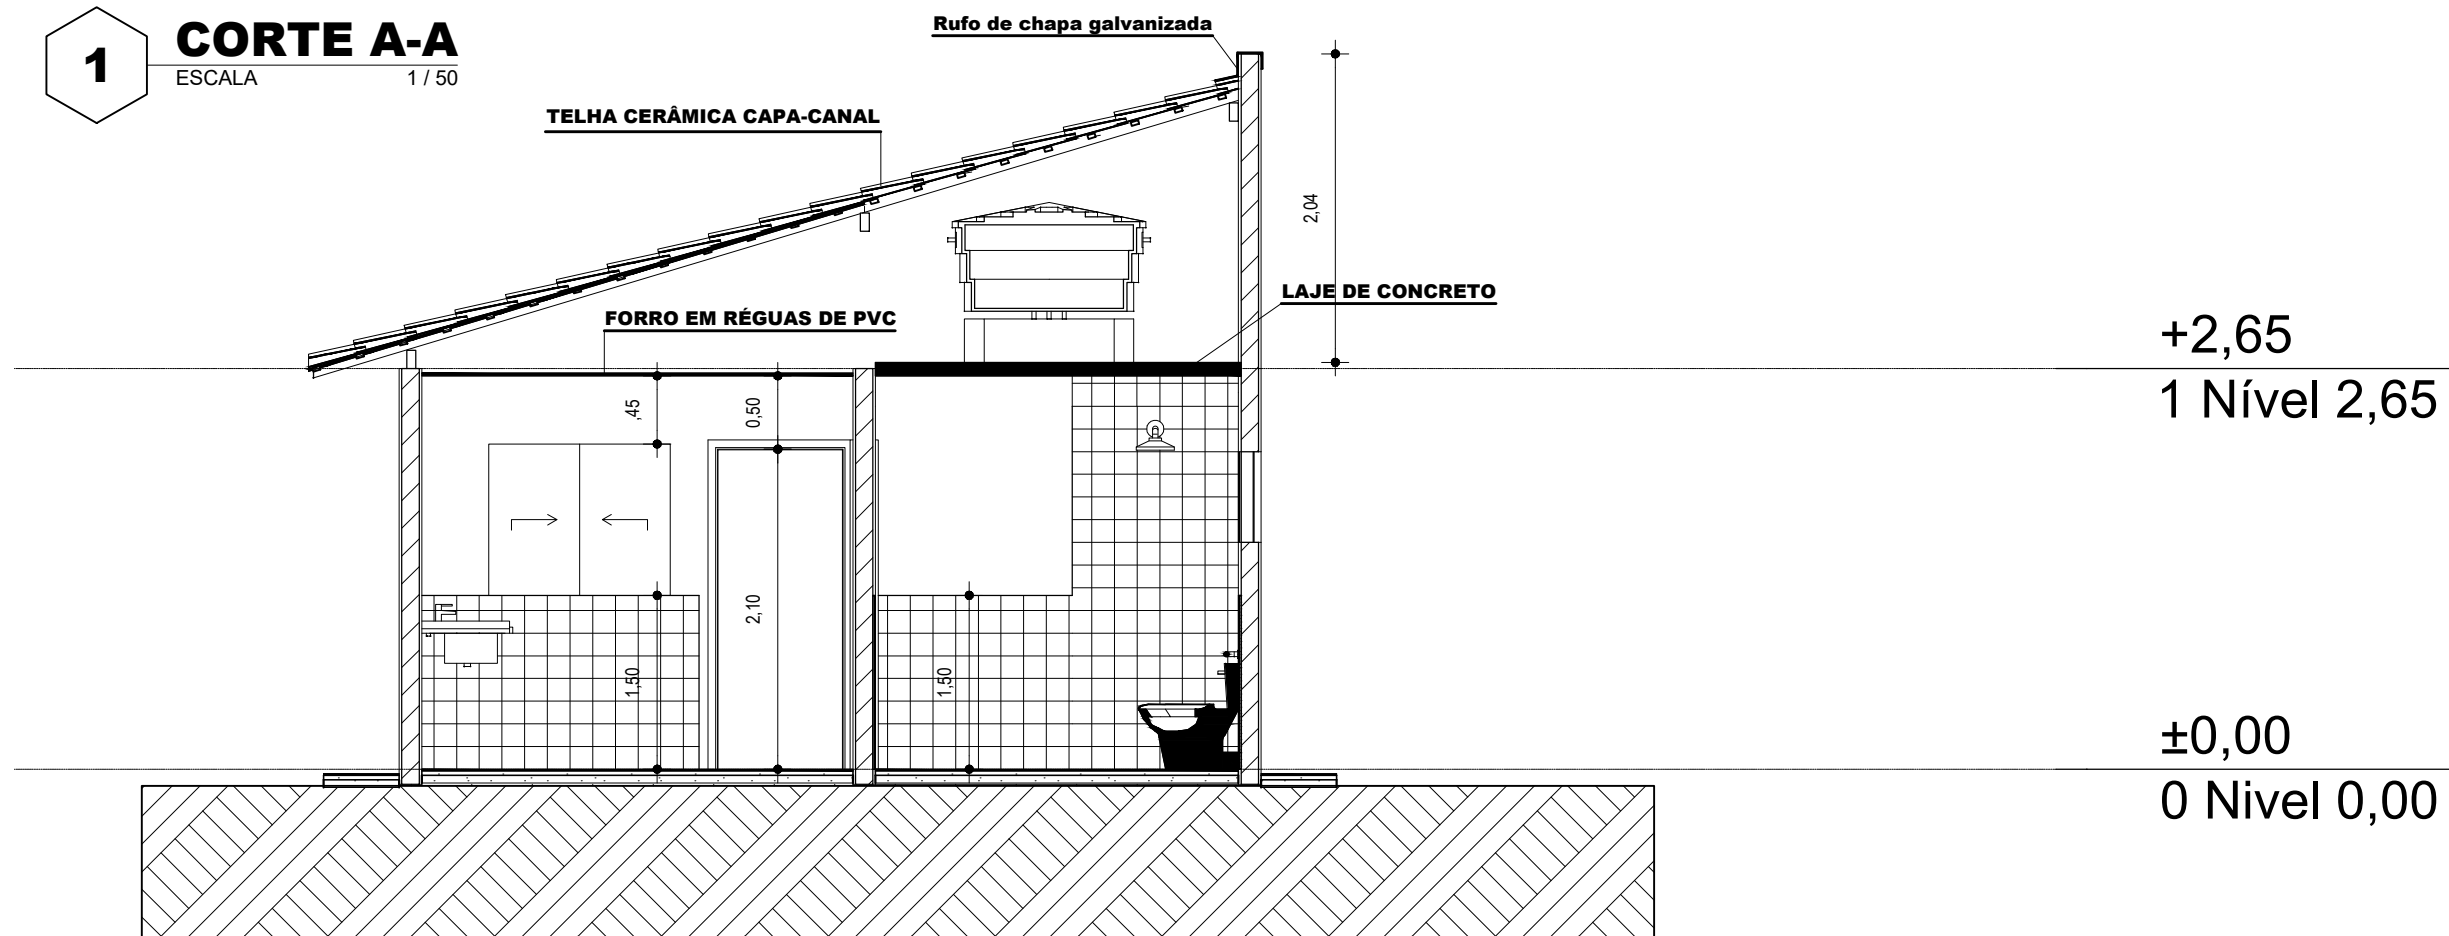 1
CORTE A-A
ESCALA 1 / 50
Rufo de chapa galvanizada
TELHA CERÂMICA CAPA-CANAL
2,04
LAJE DE CONCRETO
FORRO EM RÉGUAS DE PVC
+2,65
1 Nível 2,65
,45
0,50
2,10
1,50
1,50
±0,00
0 Nivel 0,00